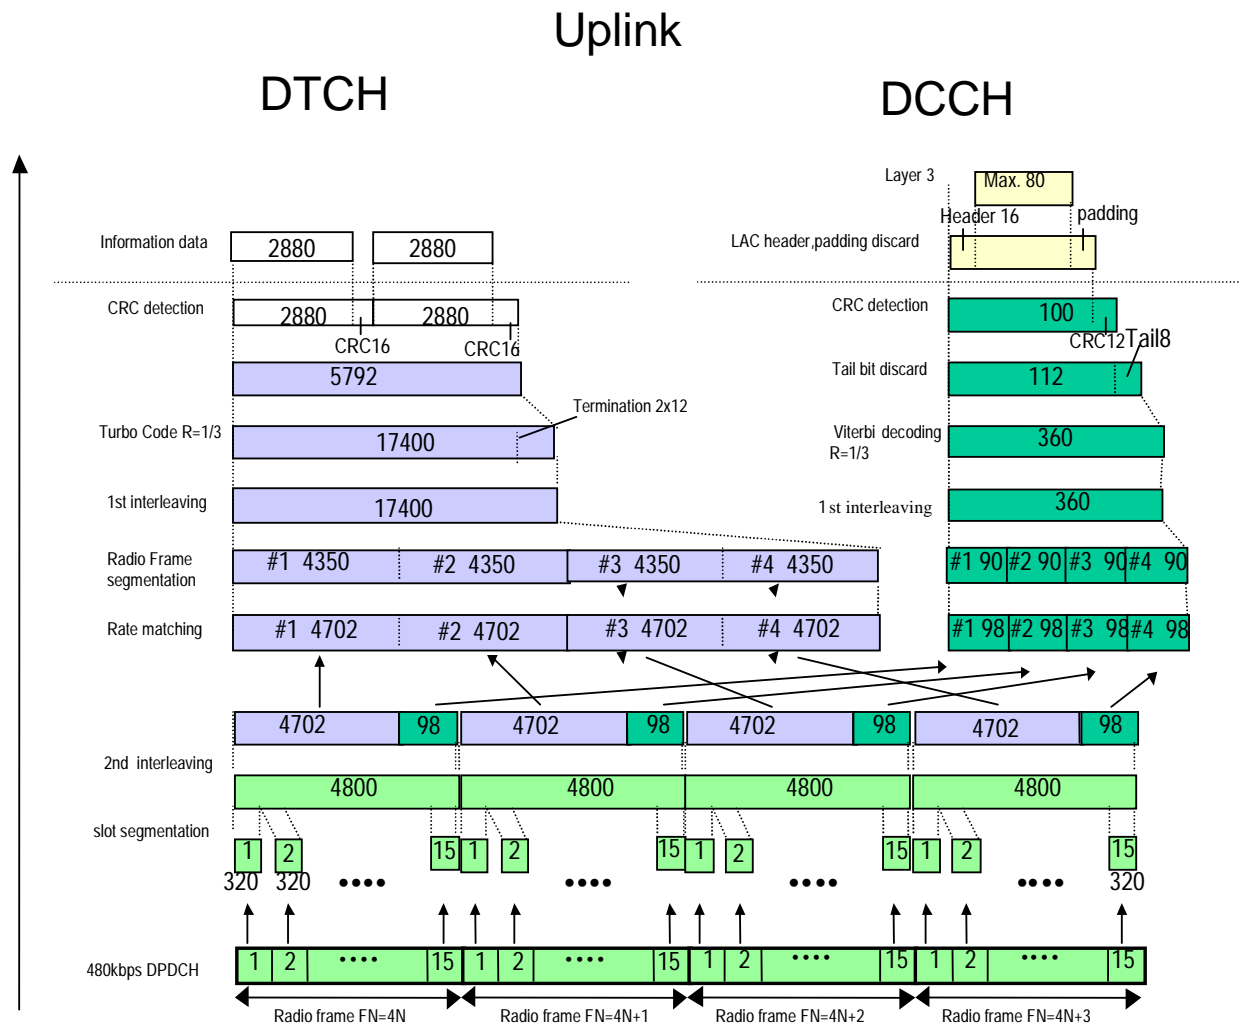 Uplink
DTCH
DCCH
Layer 3
Max. 80
Header 16
padding
Information data
2880
2880
LAC header,padding discard
CRC detection
2880
2880
CRC16
CRC16
CRC detection
100
CRC12
Tail8
5792
Tail bit discard
112
Termination 2x12
Turbo Code R=1/3
17400
Viterbi decoding
R=1/3
360
1st interleaving
17400
1st interleaving
360
Radio Frame
segmentation
#1 4350
#2 4350
#3 4350
#4 4350
#1 90
#2 90
#3 90
#4 90
Rate matching
#1 4702
#2 4702
#3 4702
#4 4702
#1 98
#2 98
#3 98
#4 98
4702
98
4702
98
4702
98
4702
98
2nd interleaving
4800
4800
4800
4800
slot segmentation
1
2
15
1
2
15
1
2
15
1
2
15
320
320
••••
••••
••••
••••
320
480kbps DPDCH
1
2
••••
15
1
2
••••
15
1
2
••••
15
1
2
••••
15
Radio frame FN=4N
Radio frame FN=4N+1
Radio frame FN=4N+2
Radio frame FN=4N+3